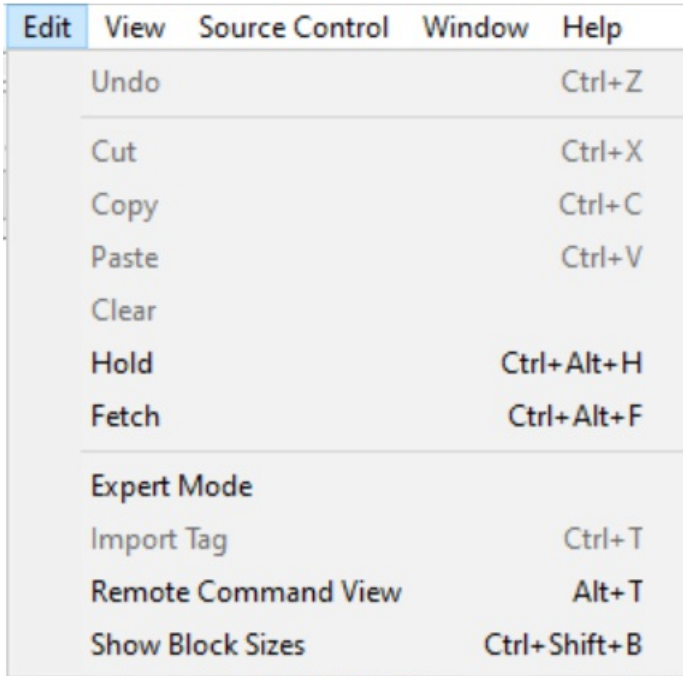 Edit View Source Control Window Help
Undo Ctrl+Z
Cut Ctrl+X
Copy Ctrl+C
Paste Ctrl+V
Clear
Hold Ctrl+Alt+H
Fetch Ctrl+Alt+F
Expert Mode
Import Tag Ctrl+T
Remote Command View Alt+T
Show Block Sizes Ctrl+Shift+B